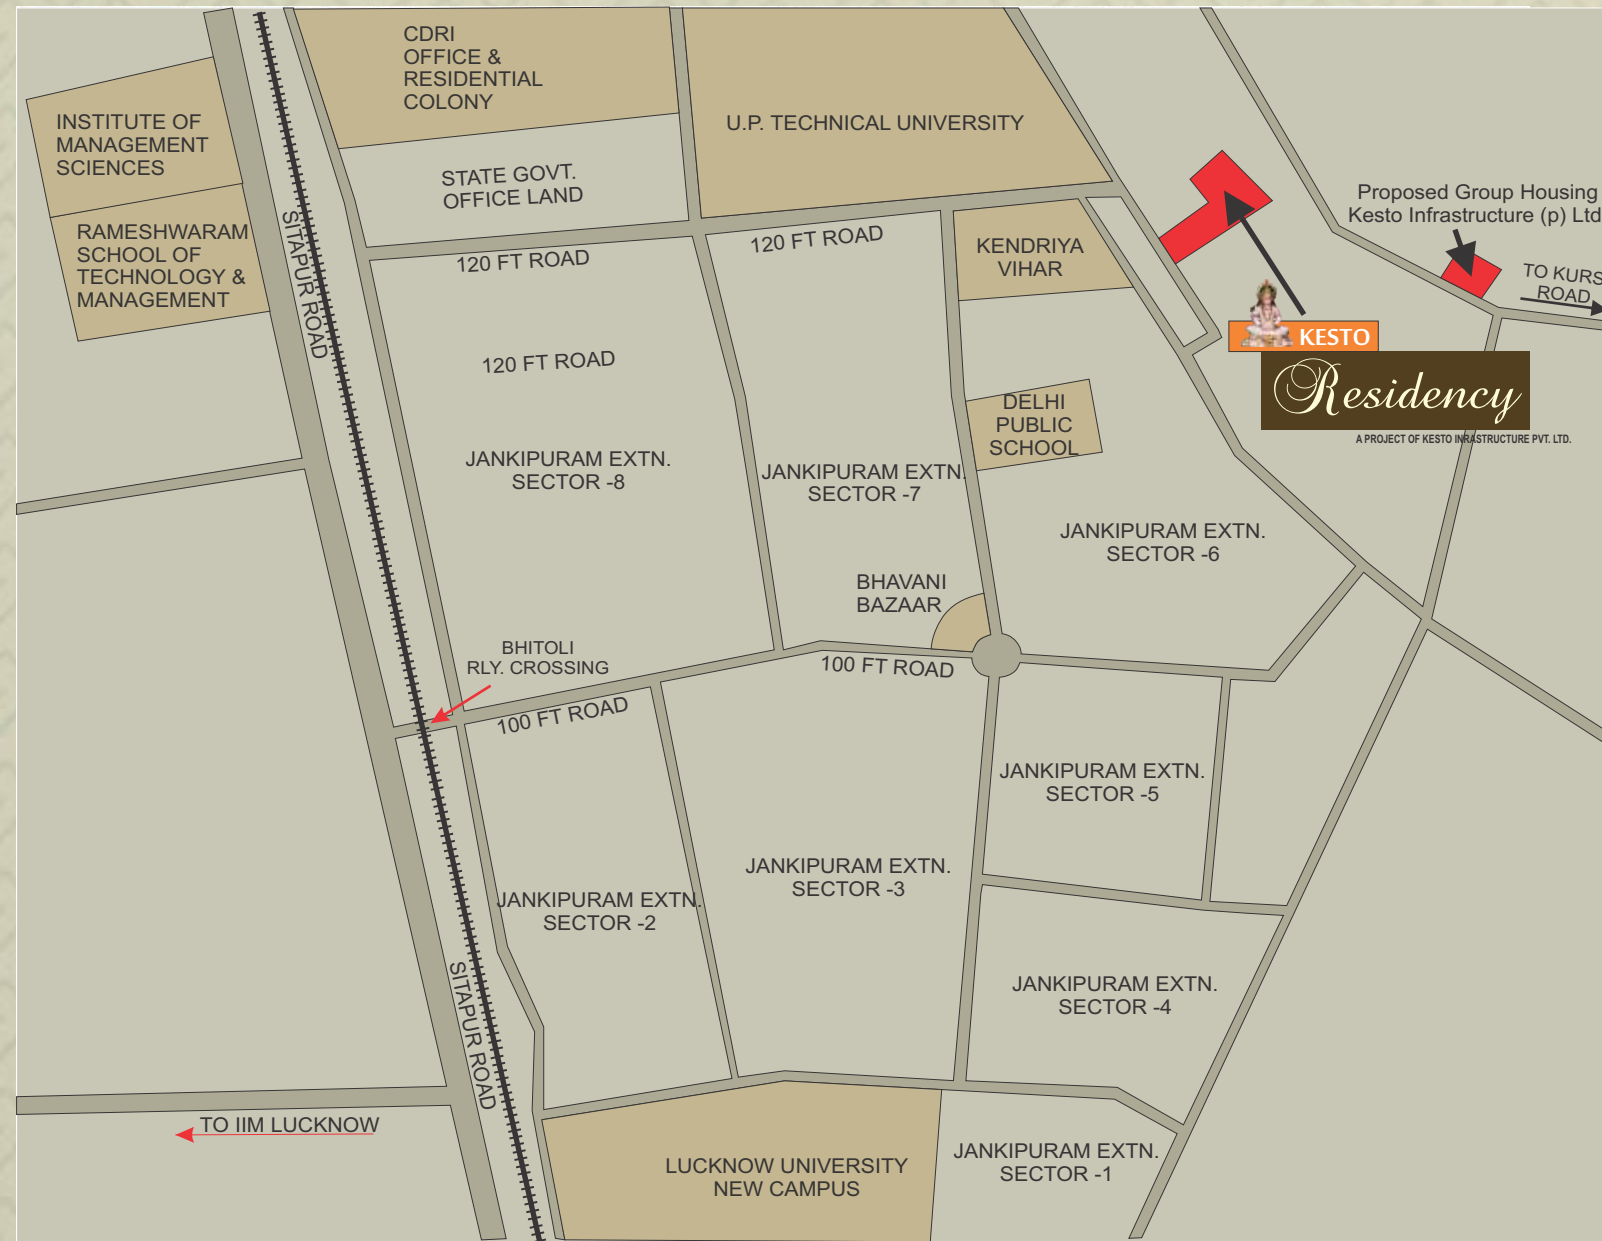 CDRI
OFFICE &
RESIDENTIAL
COLONY
INSTITUTE OF
MANAGEMENT
SCIENCES
U.P. TECHNICAL UNIVERSITY
STATE GOVT.
OFFICE LAND
Proposed Group Housing
Kesto Infrastructure (p) Ltd
RAMESHWARAM
SCHOOL OF
TECHNOLOGY &
MANAGEMENT
SITAPUR ROAD
120 FT ROAD
120 FT ROAD
KENDRIYA
VIHAR
TO KURS
ROAD
KESTO
Residency
A PROJECT OF KESTO INRASTRUCTURE PVT. LTD.
120 FT ROAD
DELHI
PUBLIC
SCHOOL
JANKIPURAM EXTN.
SECTOR -8
JANKIPURAM EXTN.
SECTOR -7
JANKIPURAM EXTN.
SECTOR -6
BHAVANI
BAZAAR
BHITOLI
RLY. CROSSING
100 FT ROAD
100 FT ROAD
JANKIPURAM EXTN.
SECTOR -5
JANKIPURAM EXTN.
SECTOR -3
JANKIPURAM EXTN.
SECTOR -2
SITAPUR ROAD
JANKIPURAM EXTN.
SECTOR -4
TO IIM LUCKNOW
LUCKNOW UNIVERSITY
NEW CAMPUS
JANKIPURAM EXTN.
SECTOR -1